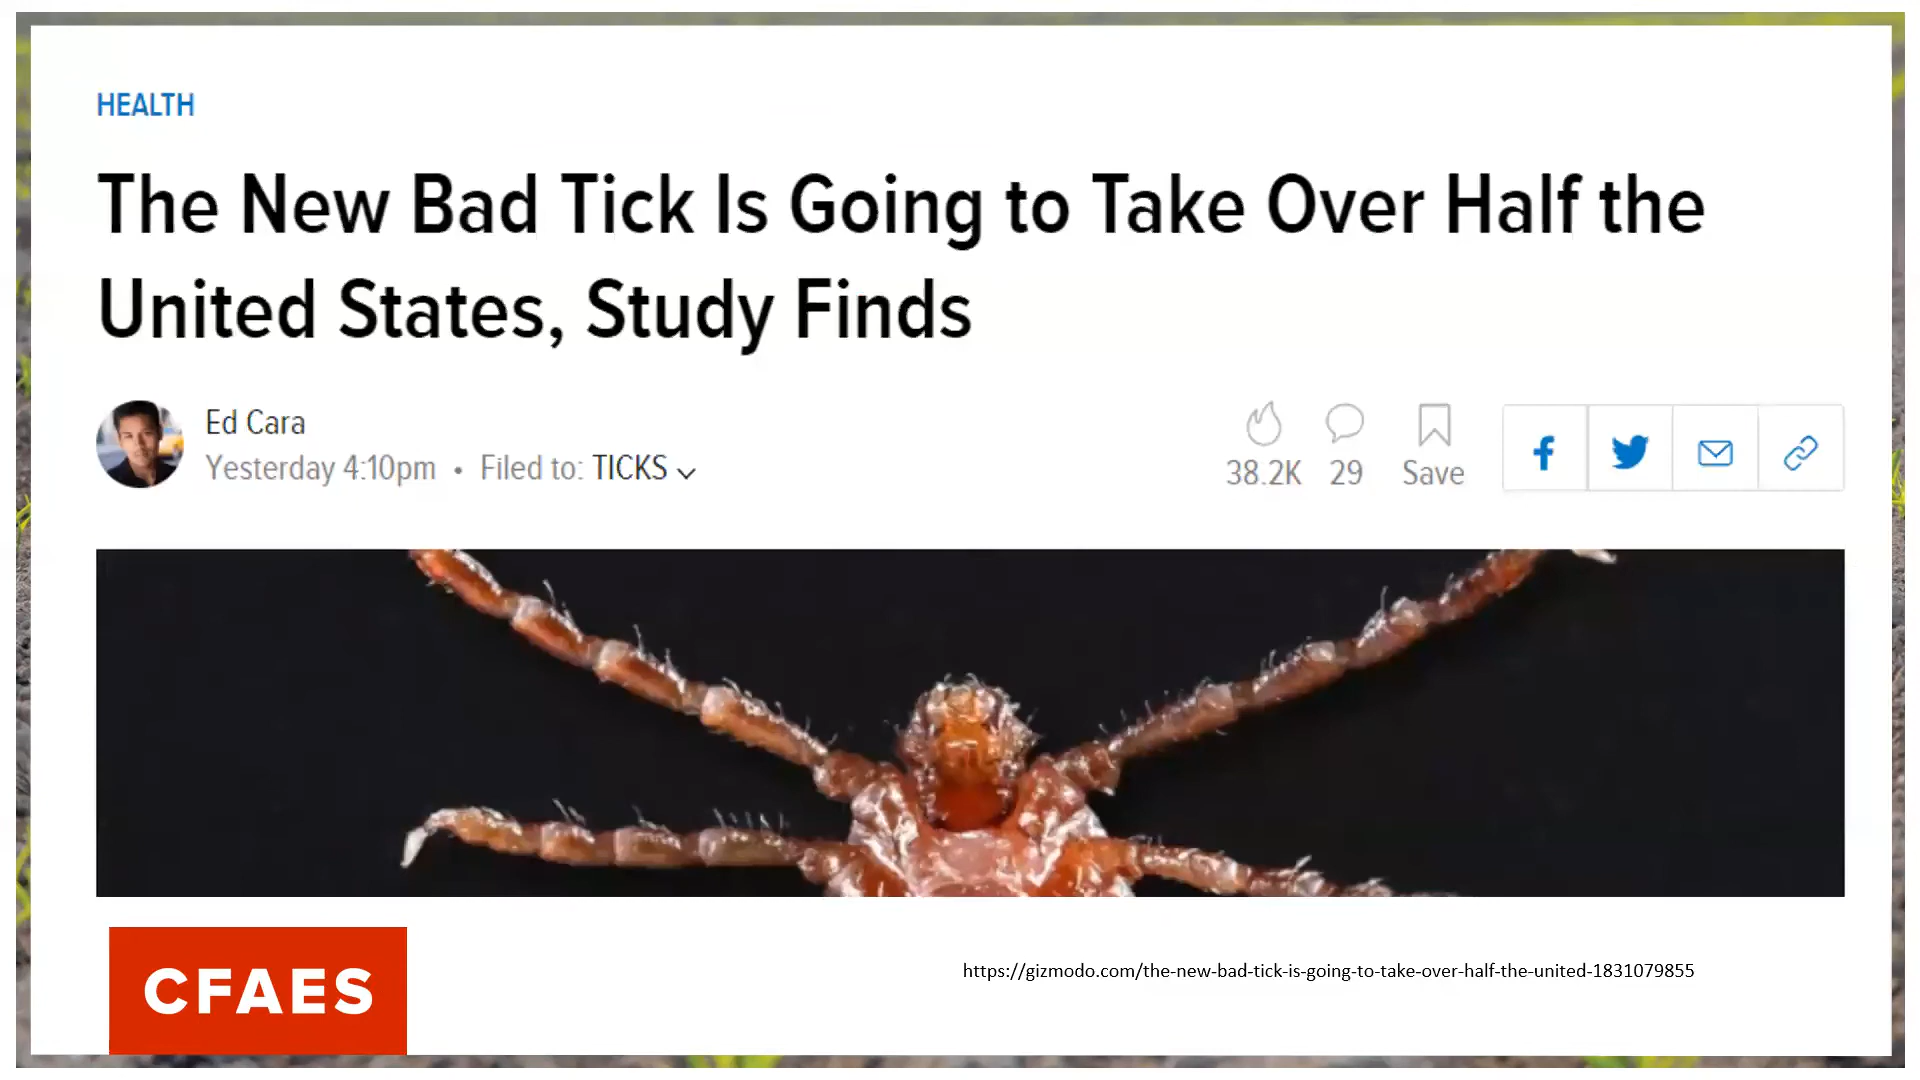 HEALTH
The New Bad Tick Is Going to Take Over Half the
United States, Study Finds
Ed Cara
Yesterday 4:10pm • Filed to: TICKS
38.2K 29 Save
CFAES
https://gizmodo.com/the-new-bad-tick-is-going-to-take-over-half-the-united-1831079855